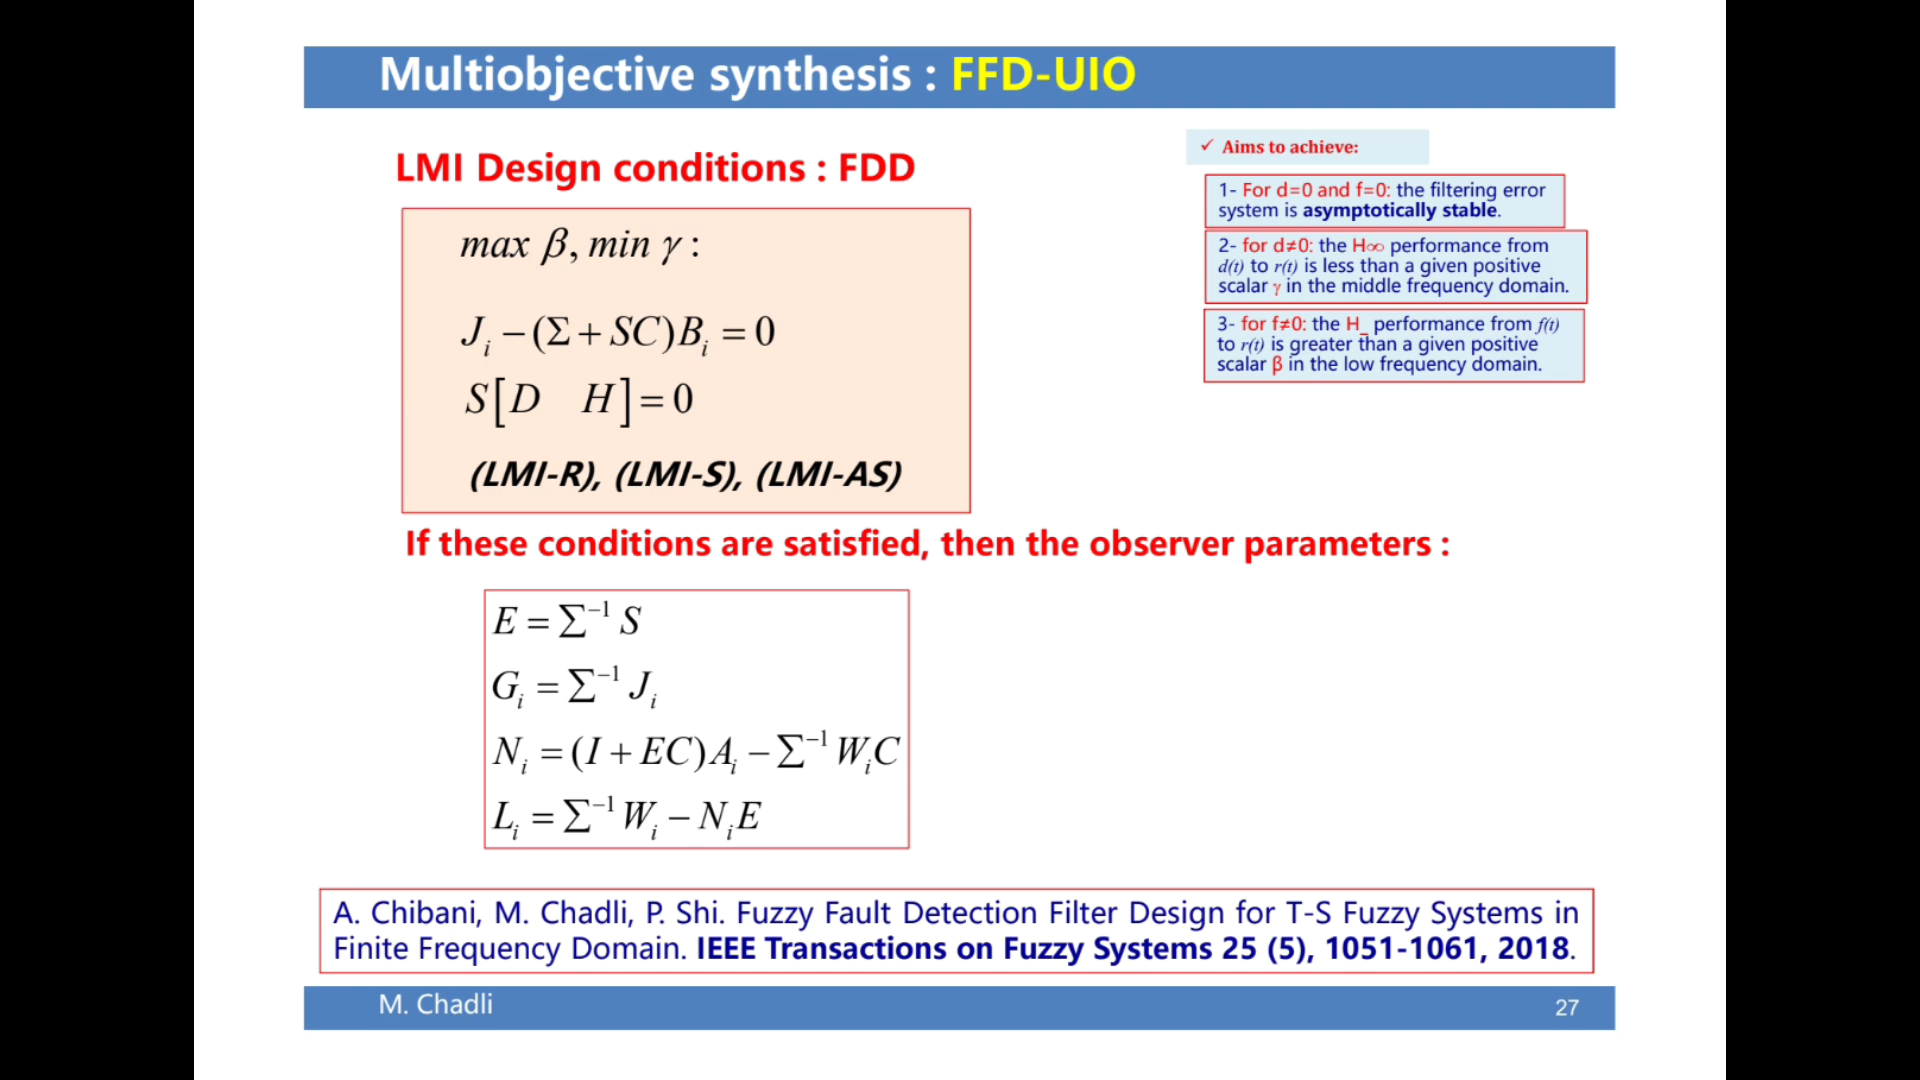 Multiobjective synthesis : FFD-UIO
LMI Design conditions : FDD
max β, min γ :
J_i − (Σ + SC)B_i = 0
S[D H] = 0
(LMI-R), (LMI-S), (LMI-AS)
✓ Aims to achieve:
1- For d=0 and f=0: the filtering error
system is asymptotically stable.
2- for d≠0: the H∞ performance from
d(t) to r(t) is less than a given positive
scalar γ in the middle frequency domain.
3- for f≠0: the H_ performance from f(t)
to r(t) is greater than a given positive
scalar β in the low frequency domain.
If these conditions are satisfied, then the observer parameters :
E = Σ⁻¹ S
G_i = Σ⁻¹ J_i
N_i = (I + EC)A_i − Σ⁻¹ W_i C
L_i = Σ⁻¹ W_i − N_i E
A. Chibani, M. Chadli, P. Shi. Fuzzy Fault Detection Filter Design for T-S Fuzzy Systems in
Finite Frequency Domain. IEEE Transactions on Fuzzy Systems 25 (5), 1051-1061, 2018.
M. Chadli
27